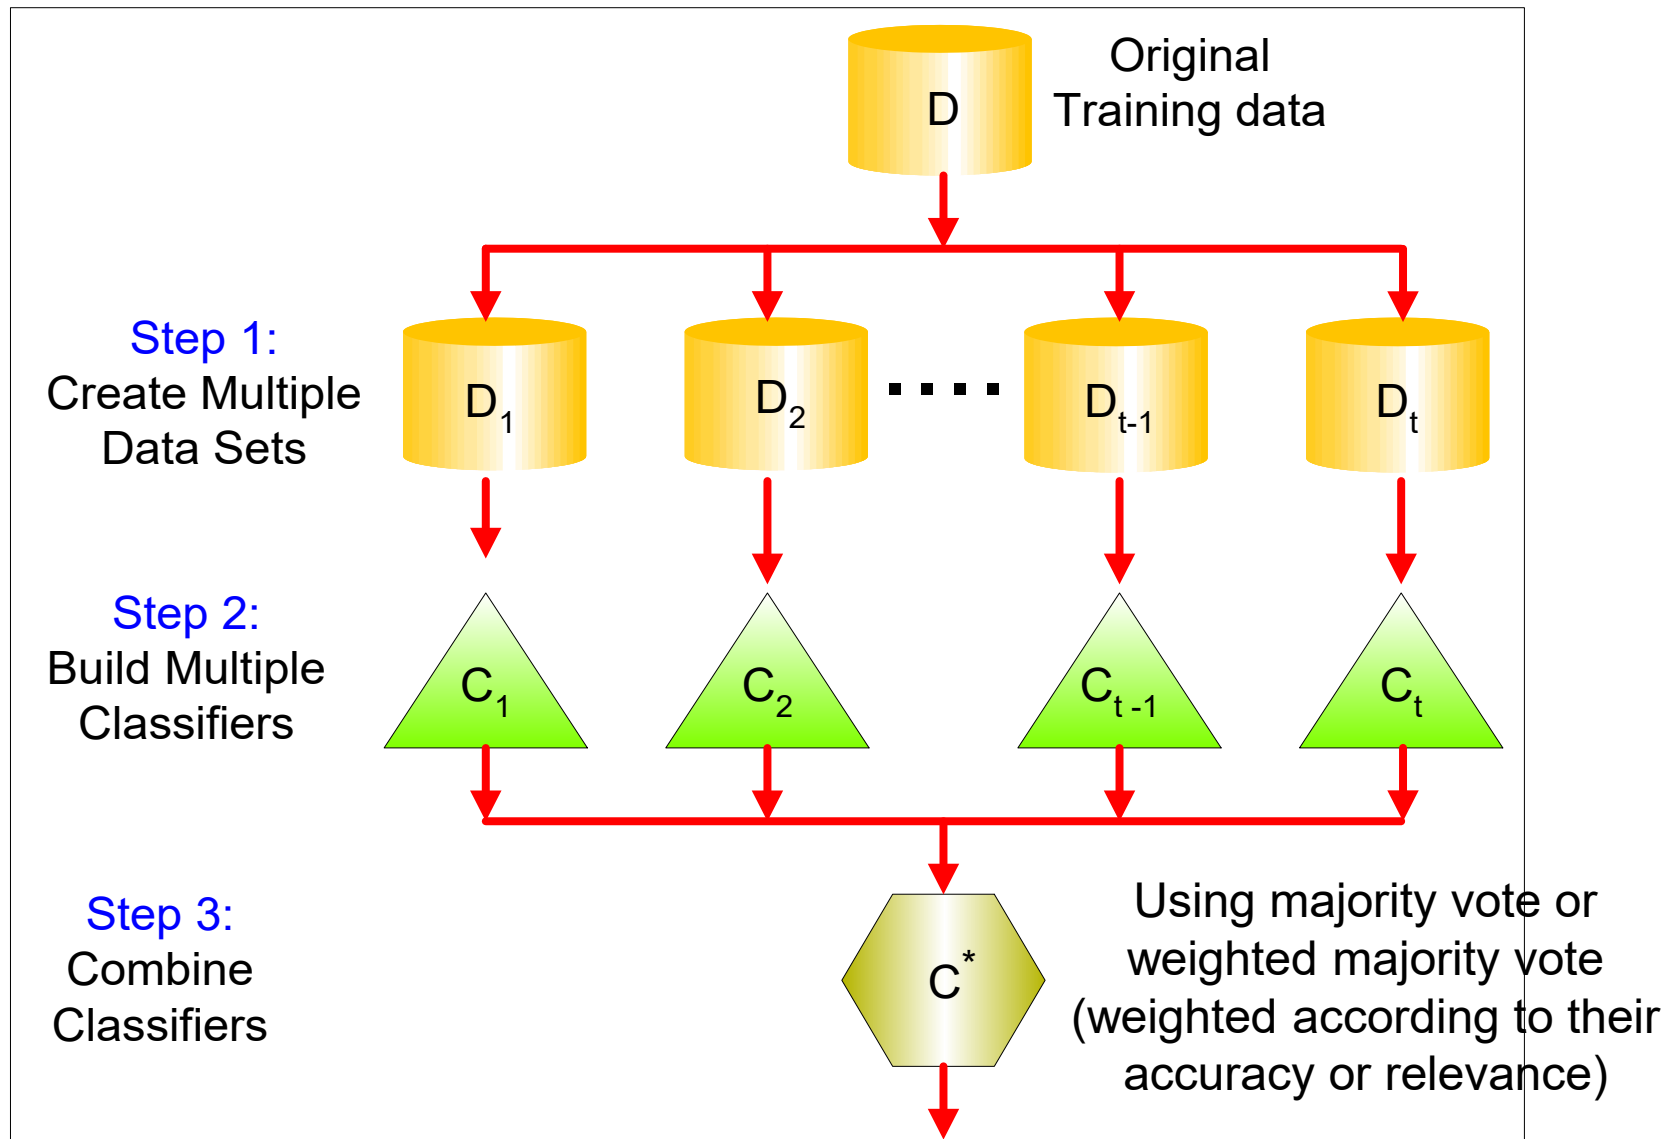 D
Original
Training data
Step 1:
Create Multiple
Data Sets
D1
D2
Dt-1
Dt
Step 2:
Build Multiple
Classifiers
C1
C2
Ct -1
Ct
Step 3:
Combine
Classifiers
C*
Using majority vote or
weighted majority vote
(weighted according to their
accuracy or relevance)